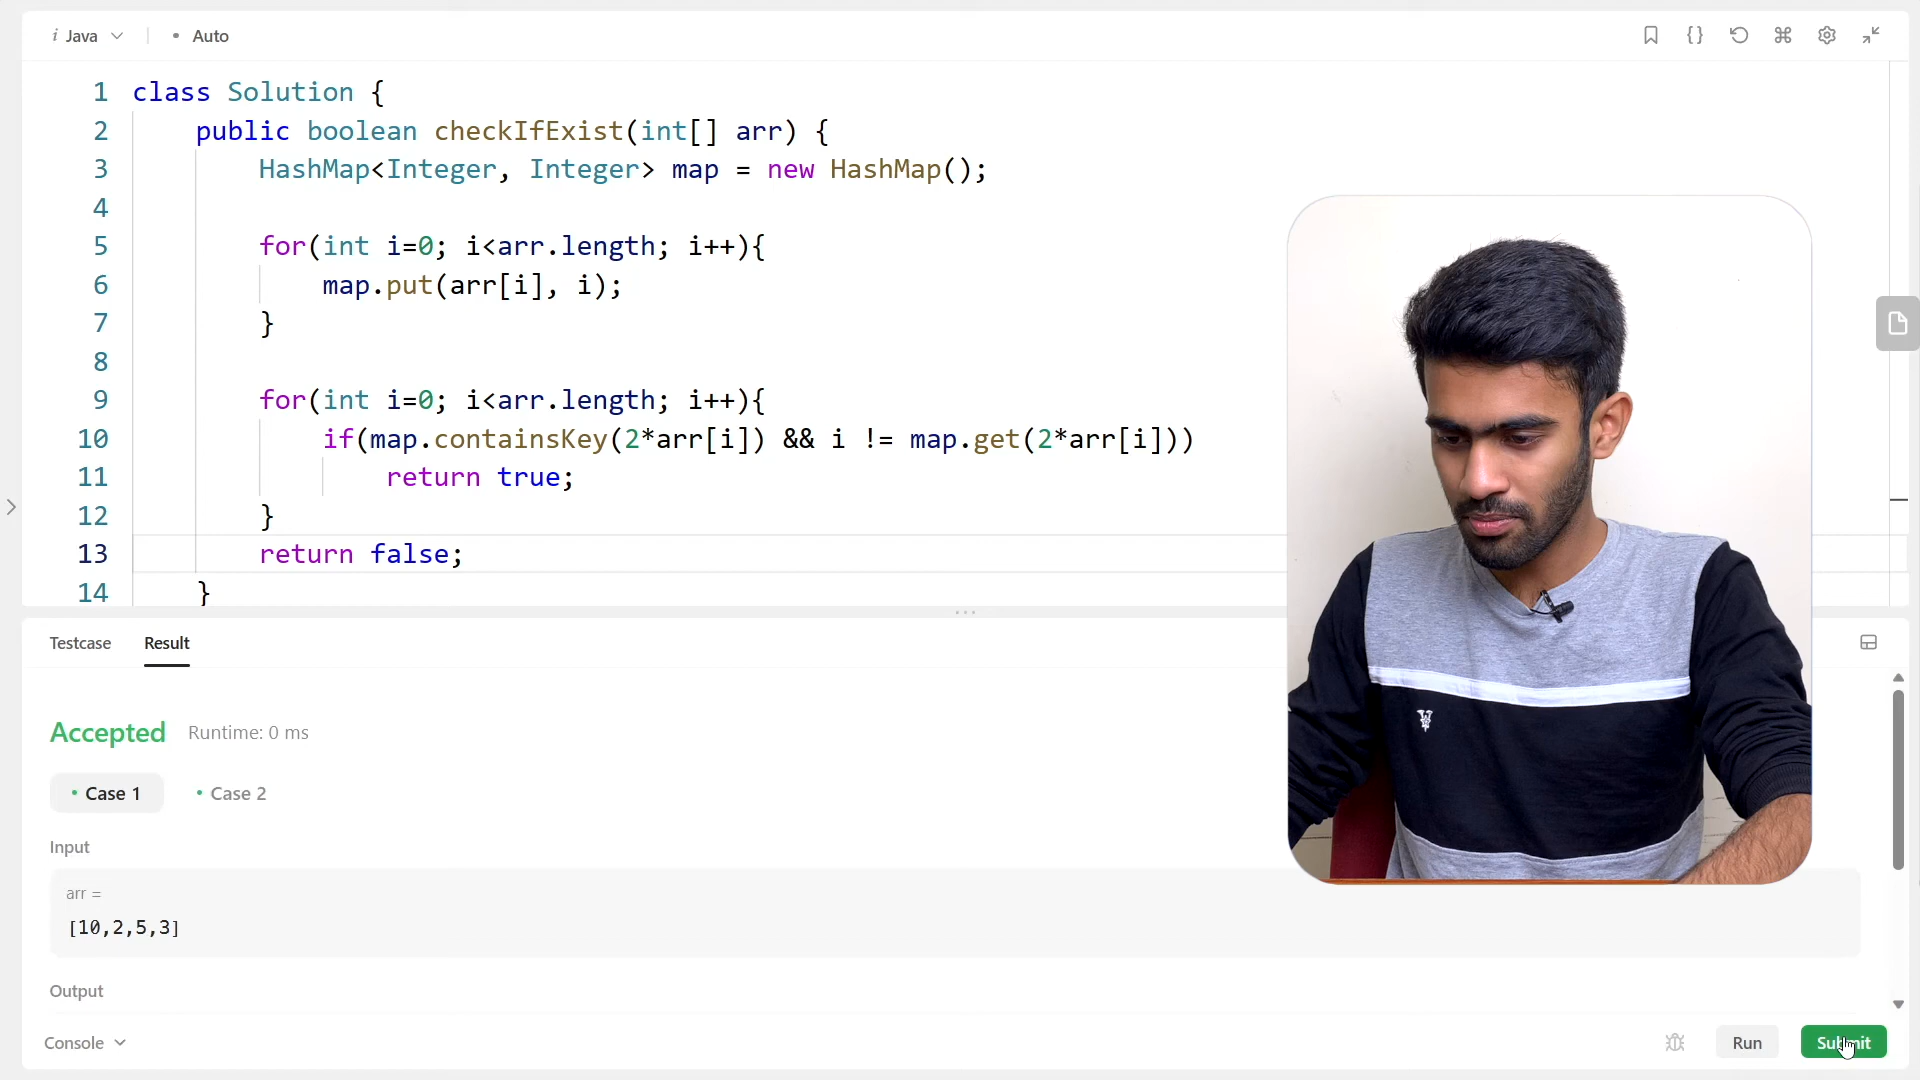 Java
Auto
1 class Solution {
2 public boolean checkIfExist(int[] arr) {
3 HashMap<Integer, Integer> map = new HashMap();
4
5 for(int i=0; i<arr.length; i++){
6 map.put(arr[i], i);
7 }
8
9 for(int i=0; i<arr.length; i++){
10 if(map.containsKey(2*arr[i]) && i != map.get(2*arr[i]))
11 return true;
12 }
13 return false;
14 }
Testcase Result
Accepted Runtime: 0 ms
Case 1 Case 2
Input
arr =
[10,2,5,3]
Output
Console
Run
Submit